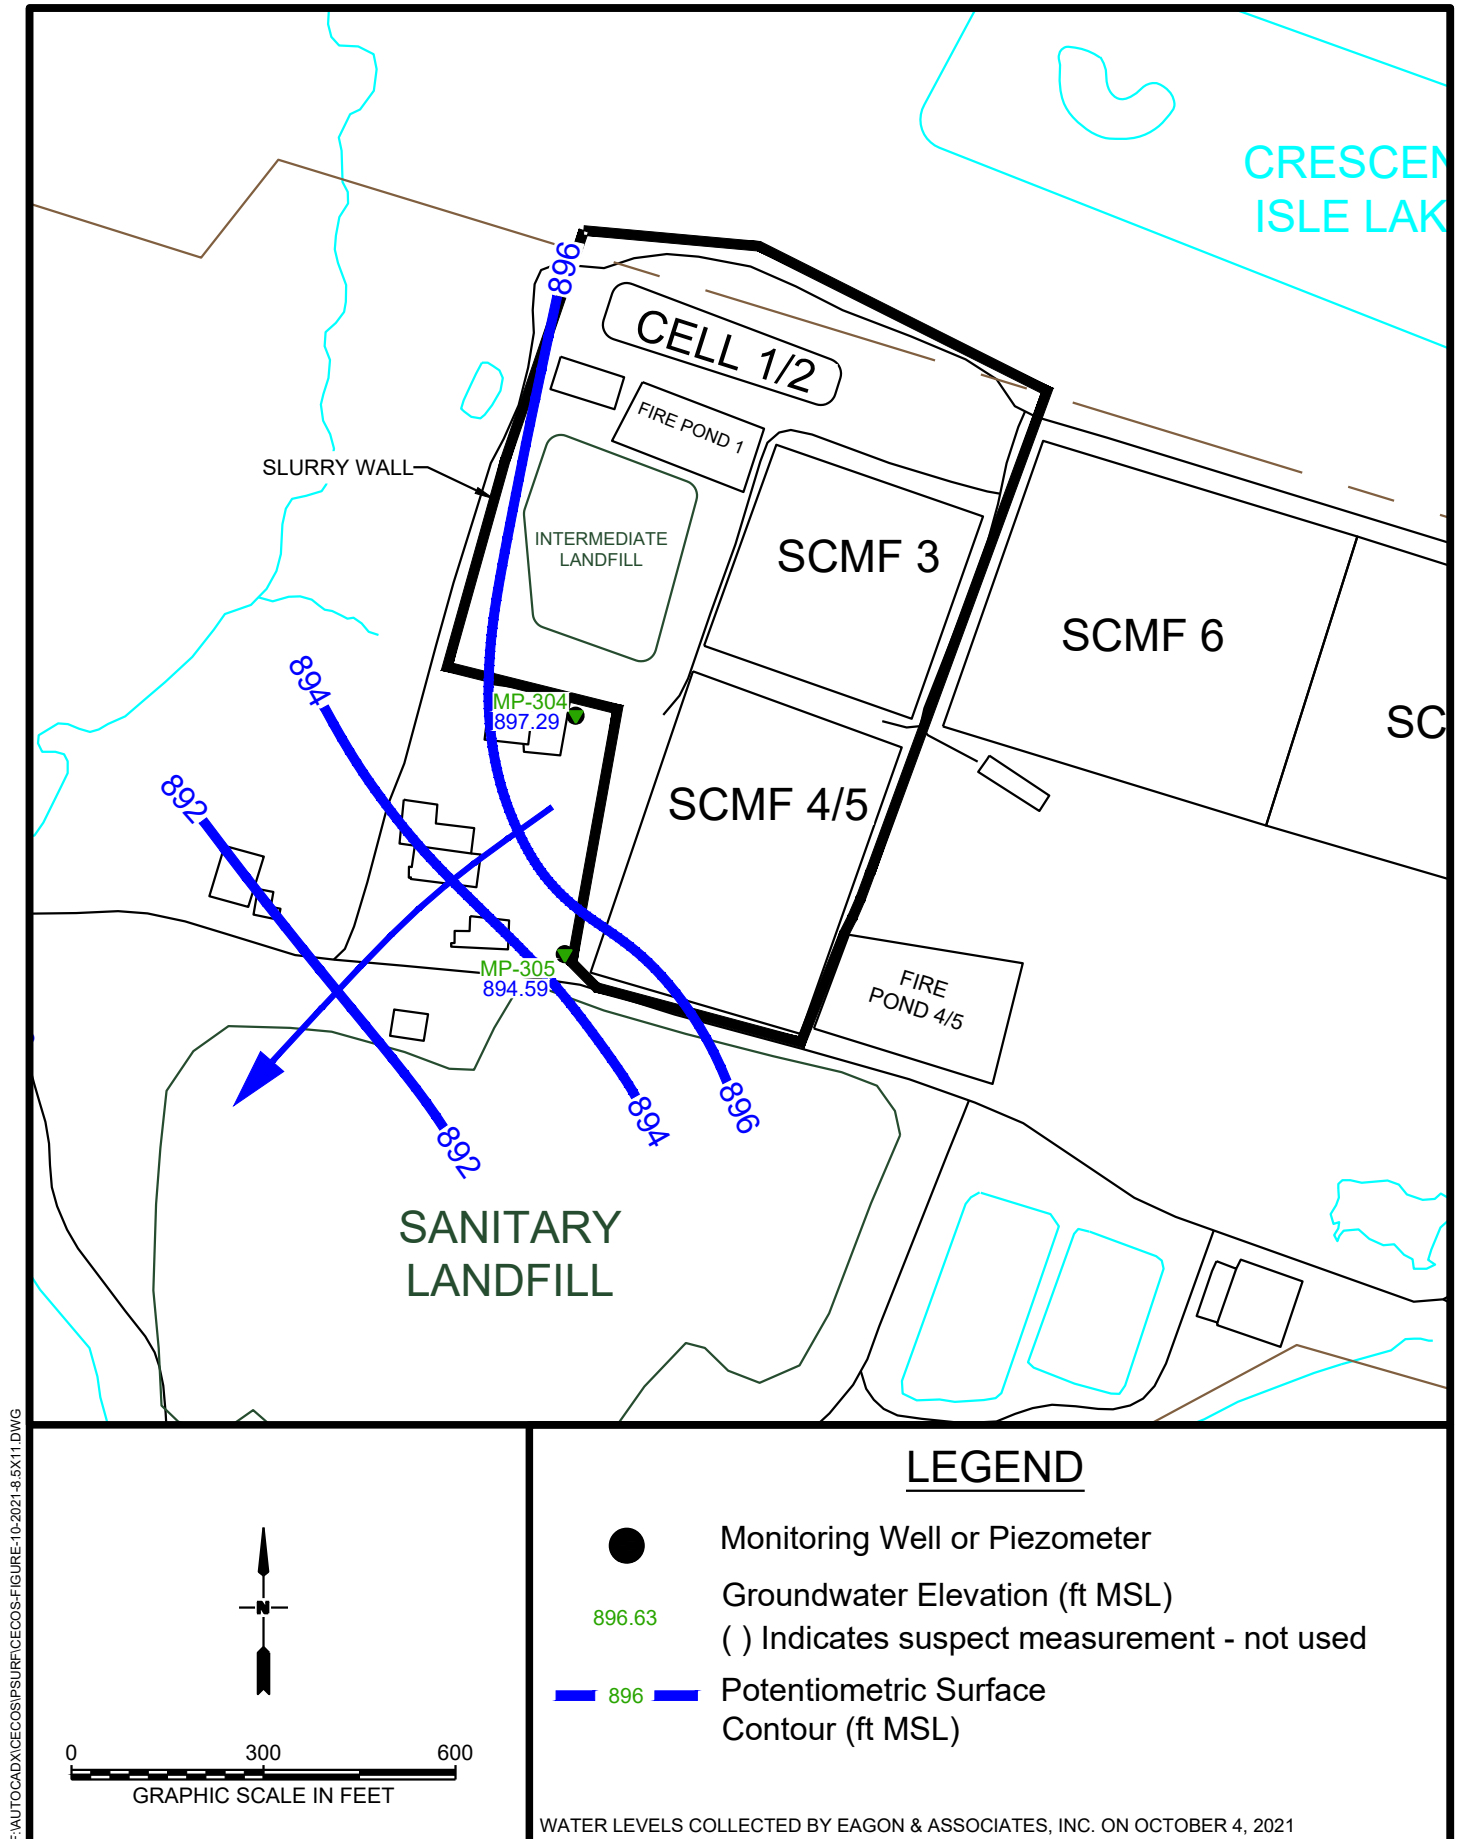 CRESCEN
ISLE LAK
896
CELL 1/2
FIRE POND 1
SLURRY WALL
INTERMEDIATE
LANDFILL
SCMF 3
SCMF 6
894
MP-304
897.29
SC
892
SCMF 4/5
MP-305
894.59
FIRE
POND 4/5
896
894
892
SANITARY
LANDFILL
F:\AUTOCADX\CECOS\PSURF\CECOS-FIGURE-10-2021-8.5X11.DWG
N
0 300 600
GRAPHIC SCALE IN FEET
LEGEND
Monitoring Well or Piezometer
896.63
Groundwater Elevation (ft MSL)
( ) Indicates suspect measurement - not used
896
Potentiometric Surface
Contour (ft MSL)
WATER LEVELS COLLECTED BY EAGON & ASSOCIATES, INC. ON OCTOBER 4, 2021